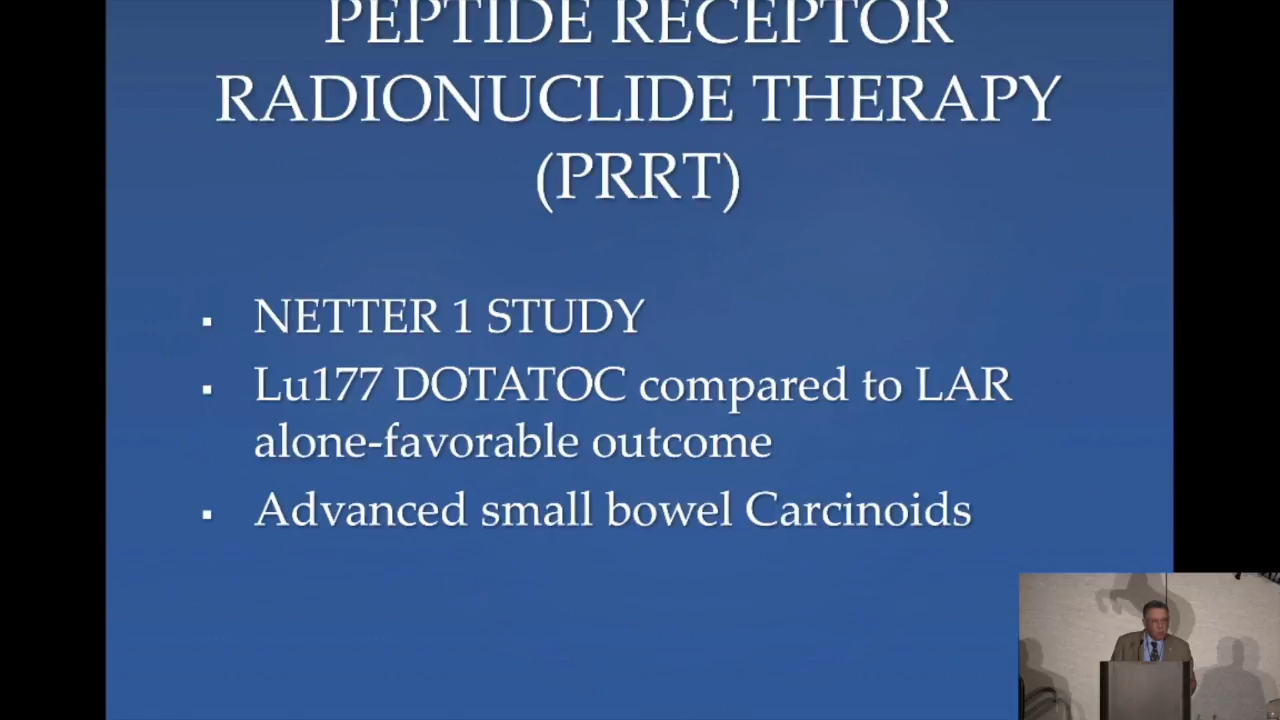 PEPTIDE RECEPTOR
RADIONUCLIDE THERAPY
(PRRT)
▪ NETTER 1 STUDY
▪ Lu177 DOTATOC compared to LAR
alone-favorable outcome
▪ Advanced small bowel Carcinoids